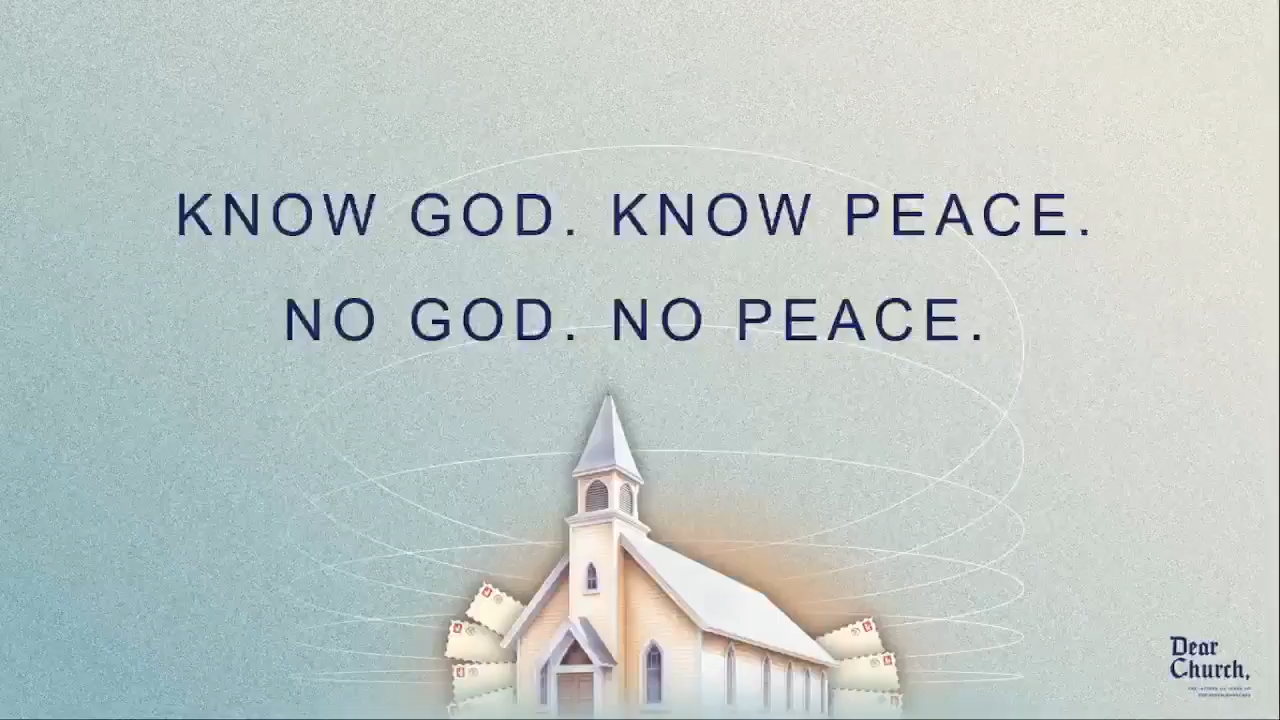 KNOW GOD. KNOW PEACE.
NO GOD. NO PEACE.
Dear
Church,